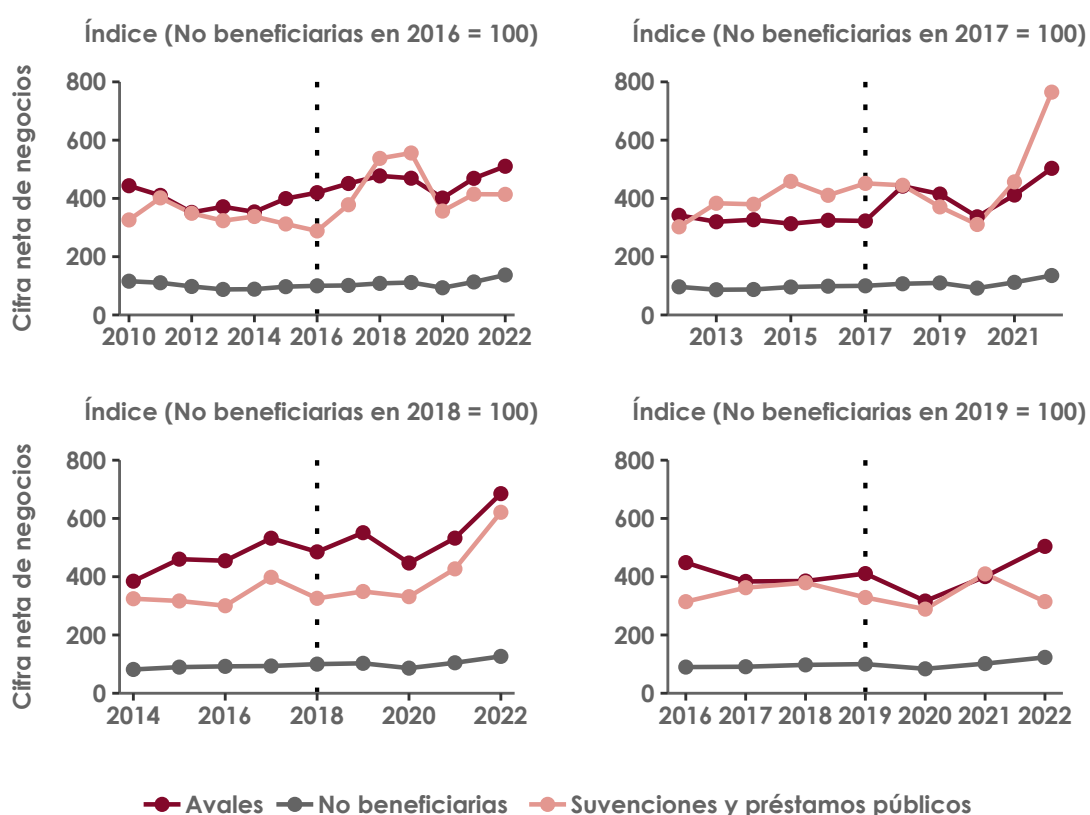 Índice (No beneficiarias en 2016 = 100)
Índice (No beneficiarias en 2017 = 100)
Cifra neta de negocios
800
600
400
200
0
2010 2012 2014 2016 2018 2020 2022
800
600
400
200
0
2013 2015 2017 2019 2021
Índice (No beneficiarias en 2018 = 100)
Índice (No beneficiarias en 2019 = 100)
Cifra neta de negocios
800
600
400
200
0
2014 2016 2018 2020 2022
800
600
400
200
0
2016 2017 2018 2019 2020 2021 2022
Avales No beneficiarias Suvenciones y préstamos públicos